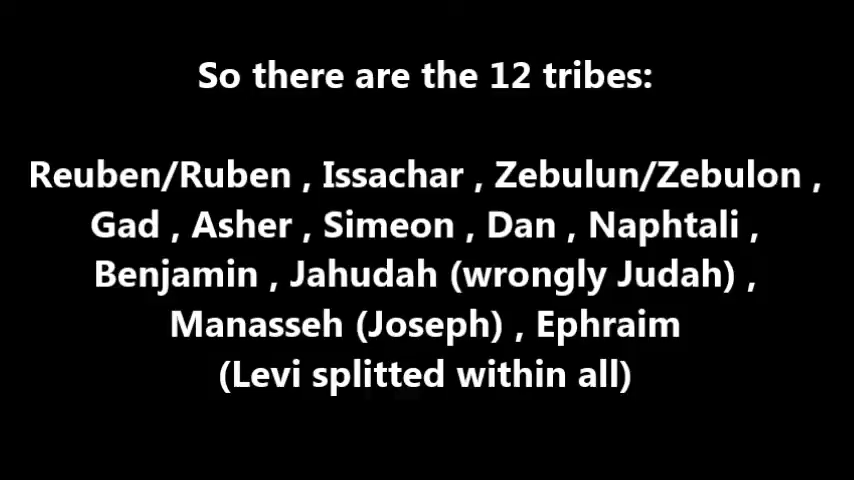 So there are the 12 tribes:
Reuben/Ruben , Issachar , Zebulun/Zebulon ,
Gad , Asher , Simeon , Dan , Naphtali ,
Benjamin , Jahudah (wrongly Judah) ,
Manasseh (Joseph) , Ephraim
(Levi splitted within all)